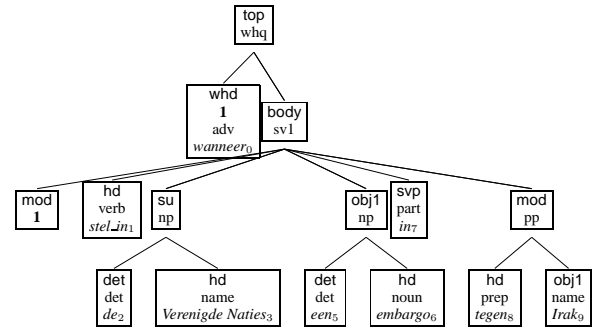 top
whq
whd
1
adv
wanneer0
body
sv1
mod
1
hd
verb
stel_in1
su
np
obj1
np
svp
part
in7
mod
pp
det
det
de2
hd
name
Verenigde Naties3
det
det
een5
hd
noun
embargo6
hd
prep
tegen8
obj1
name
Irak9